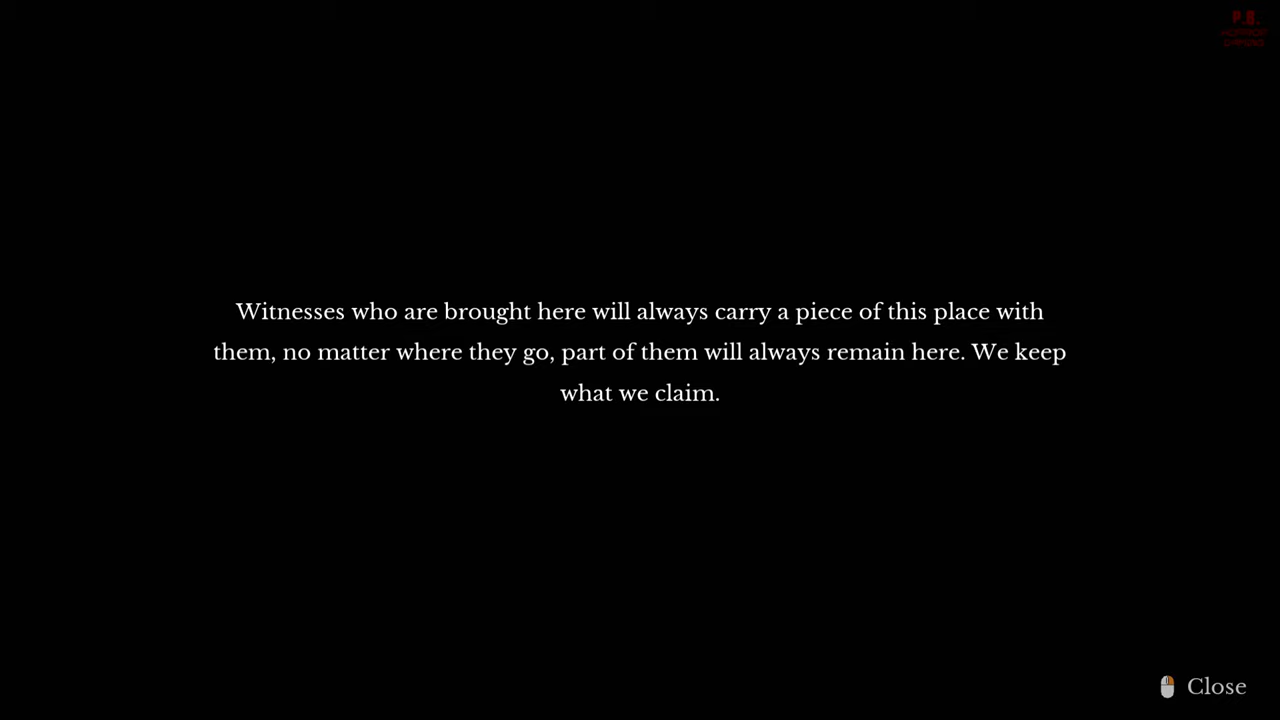 Witnesses who are brought here will always carry a piece of this place with
them, no matter where they go, part of them will always remain here. We keep
what we claim.
Close